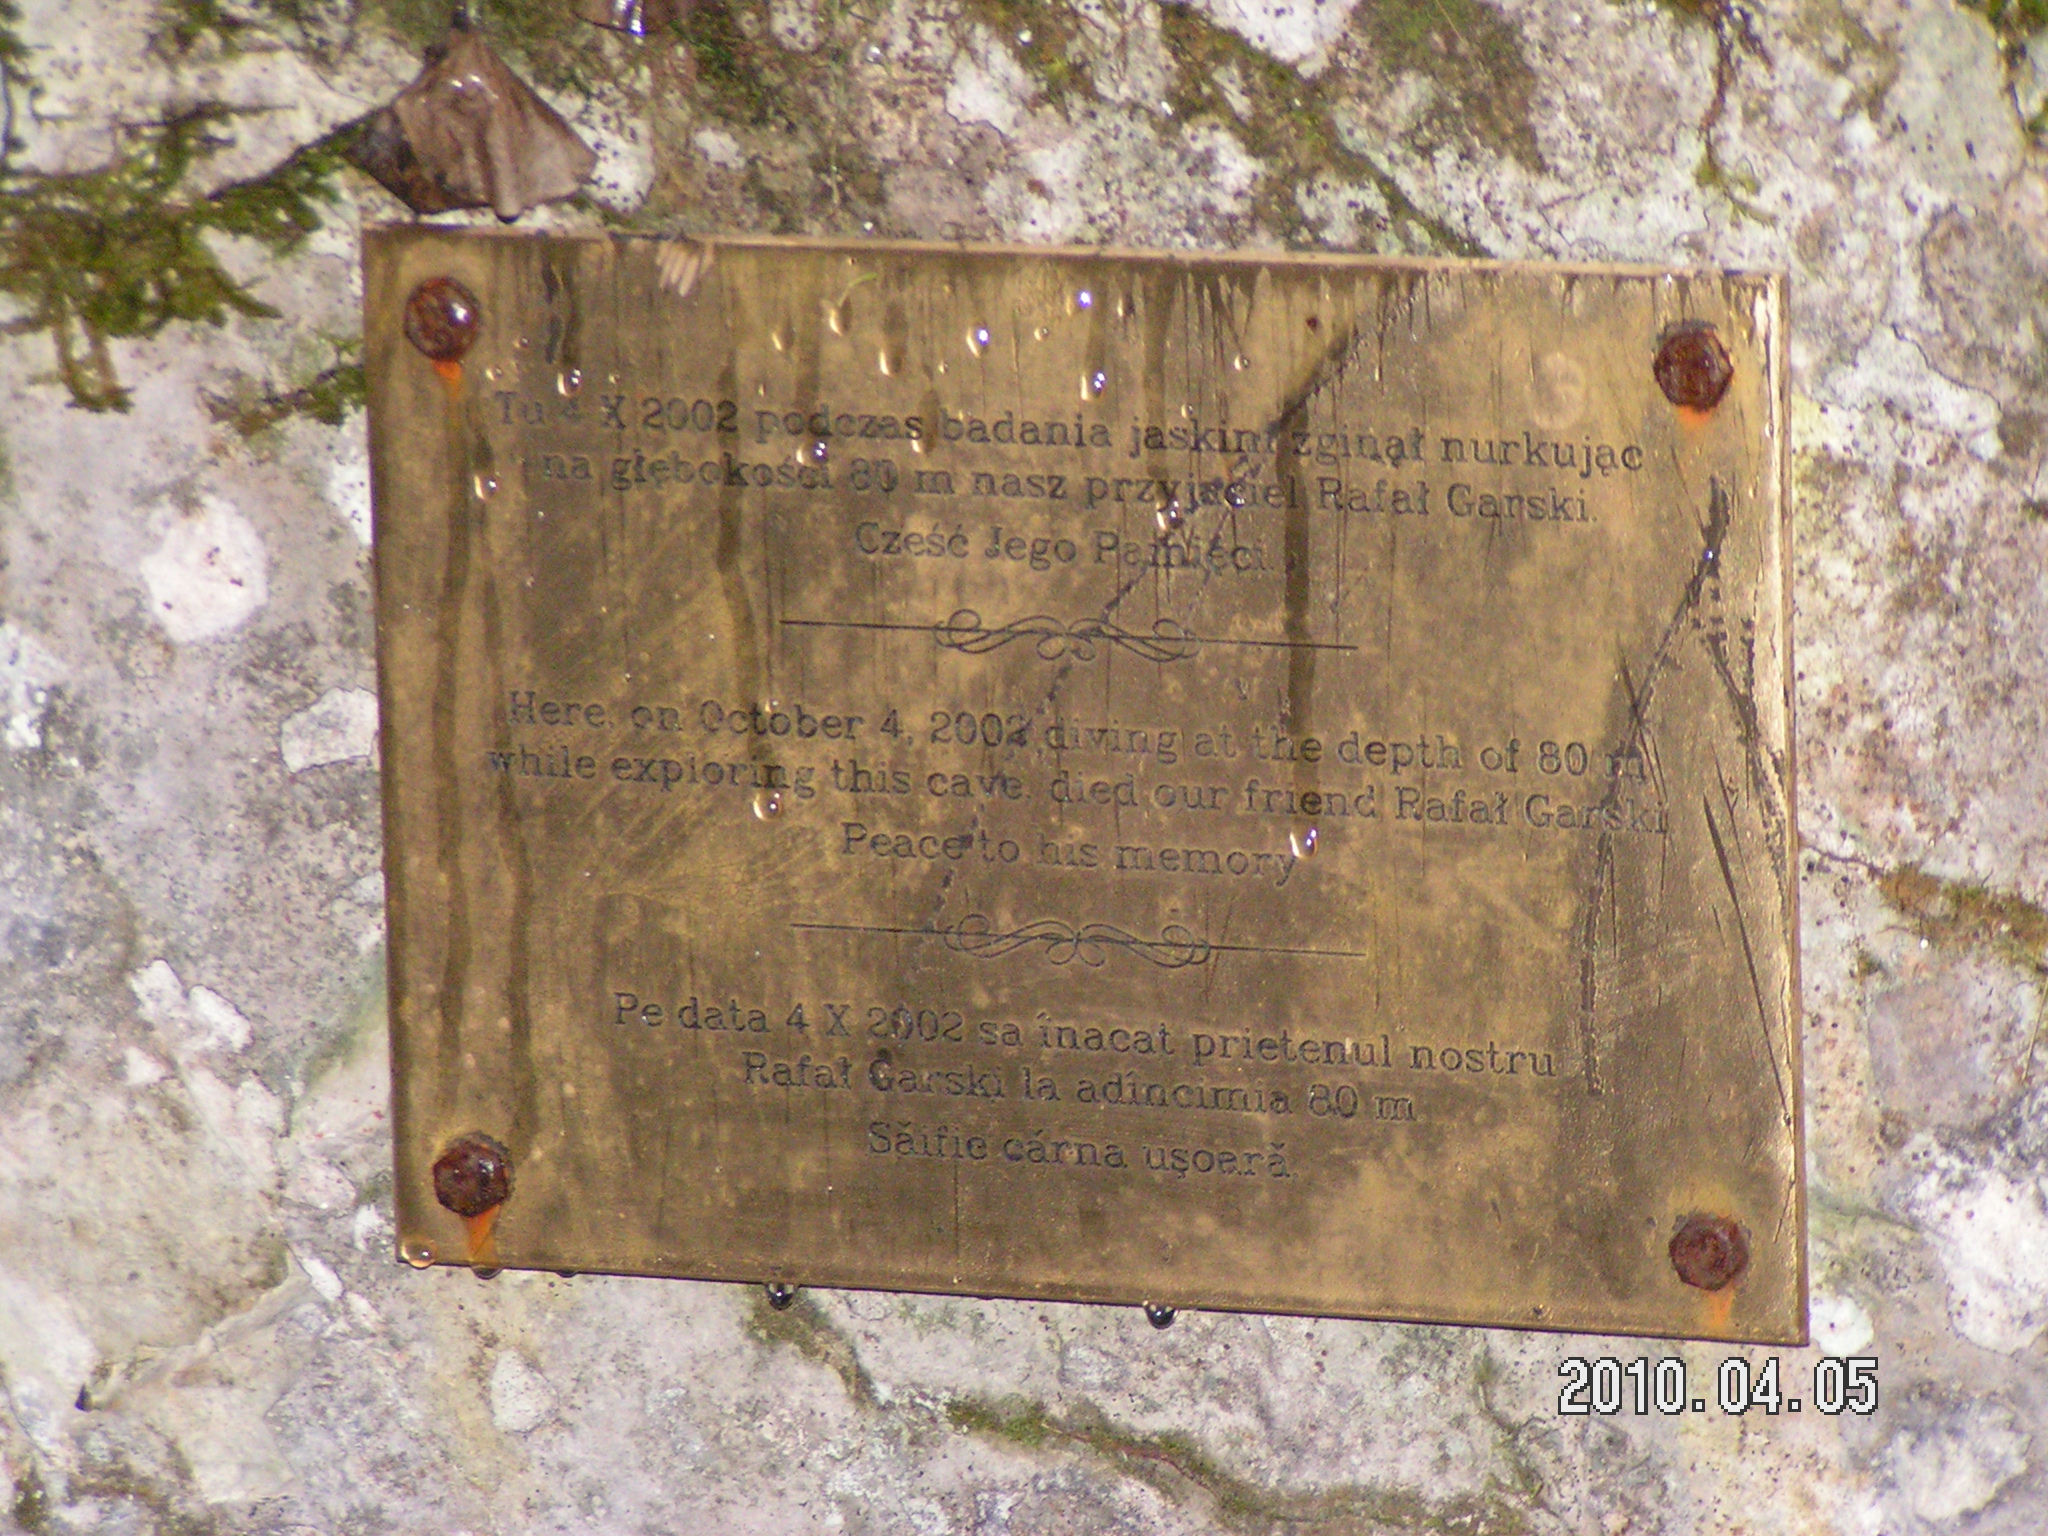 Tu 4 X 2002 podczas badania jaskini zginął nurkując
na głębokości 80 m nasz przyjaciel Rafał Garski.
Cześć Jego Pamięci.
Here, on October 4, 2002 diving at the depth of 80 m
while exploring this cave, died our friend Rafał Garski
Peace to his memory
Pe data 4 X 2002 sa înacat prietenul nostru
Rafał Garski la adíncimia 80 m
Săifie cárna uşoară.
2010.04.05